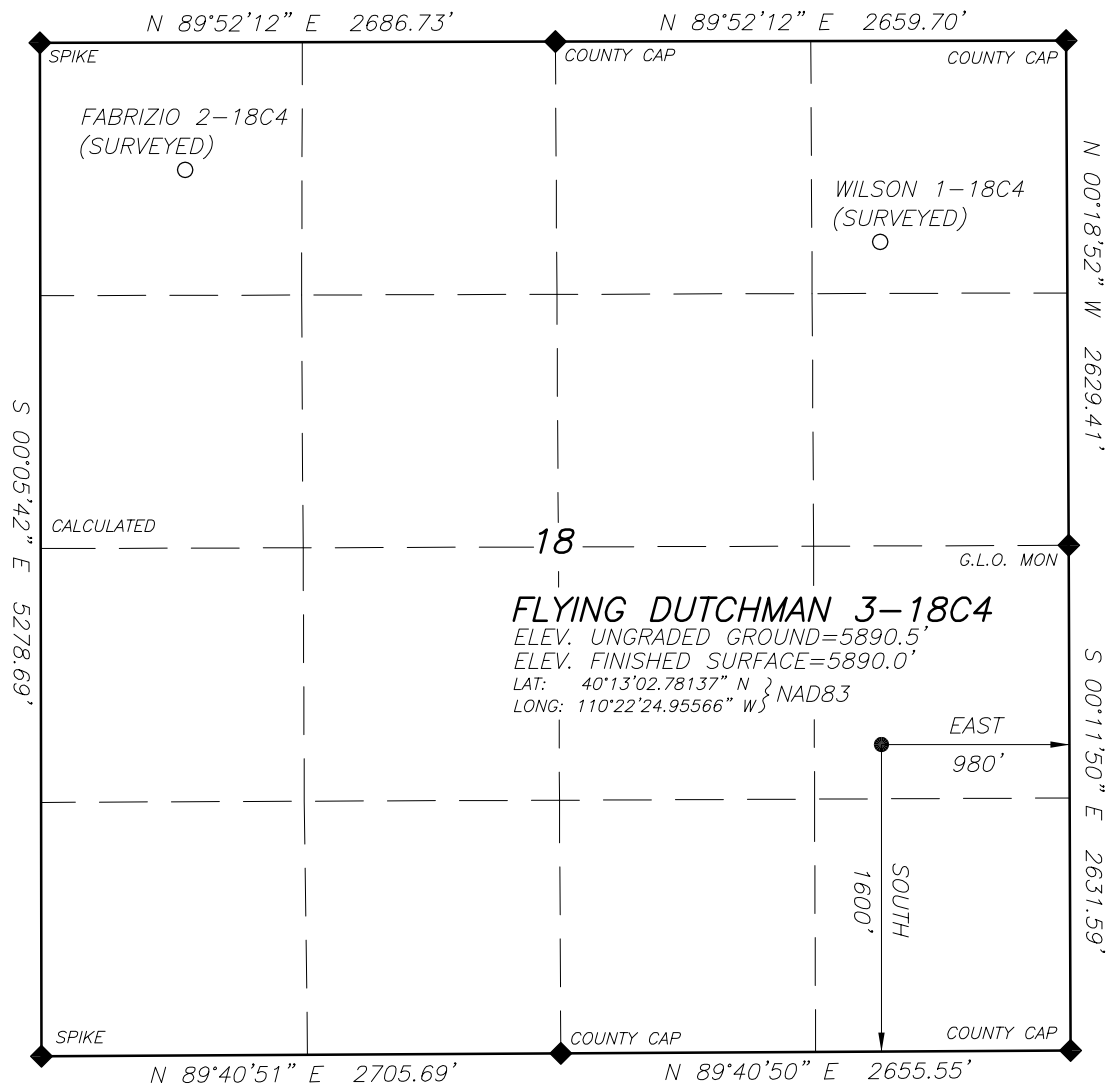 N 89°52'12" E 2686.73'
N 89°52'12" E 2659.70'
SPIKE
COUNTY CAP
COUNTY CAP
FABRIZIO 2-18C4
(SURVEYED)
WILSON 1-18C4
(SURVEYED)
N 00°18'52" W 2629.41'
S 00°05'42" E 5278.69'
CALCULATED
18
G.L.O. MON
FLYING DUTCHMAN 3-18C4
ELEV. UNGRADED GROUND=5890.5'
ELEV. FINISHED SURFACE=5890.0'
LAT: 40°13'02.78137" N
LONG: 110°22'24.95566" W
} NAD83
EAST
980'
S 00°11'50" E 2631.59'
SOUTH
1600'
SPIKE
COUNTY CAP
COUNTY CAP
N 89°40'51" E 2705.69'
N 89°40'50" E 2655.55'